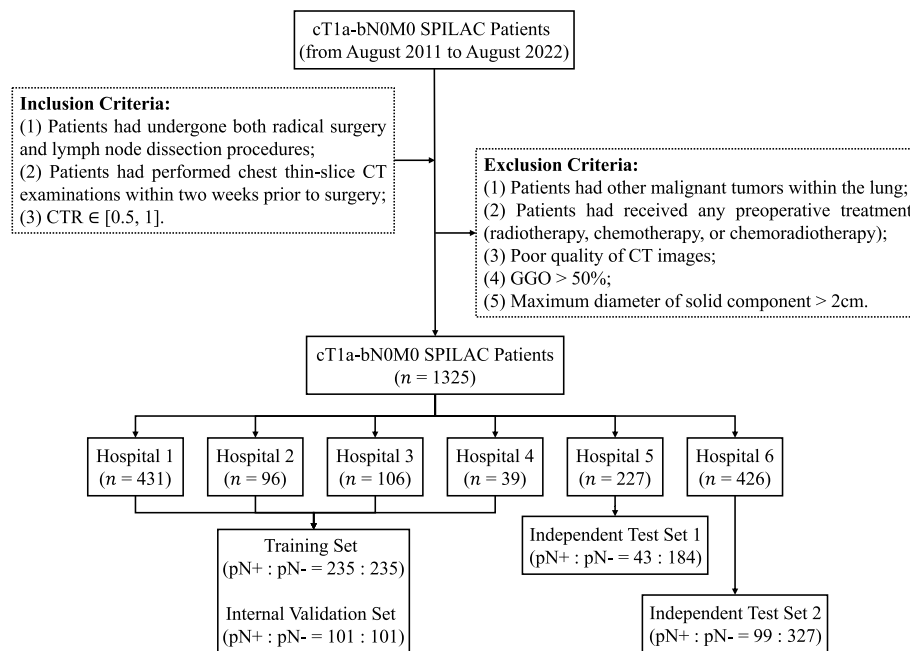 cT1a-bN0M0 SPILAC Patients
(from August 2011 to August 2022)
Inclusion Criteria:
(1) Patients had undergone both radical surgery
and lymph node dissection procedures;
(2) Patients had performed chest thin-slice CT
examinations within two weeks prior to surgery;
(3) CTR ∈ [0.5, 1].
Exclusion Criteria:
(1) Patients had other malignant tumors within the lung;
(2) Patients had received any preoperative treatment
(radiotherapy, chemotherapy, or chemoradiotherapy);
(3) Poor quality of CT images;
(4) GGO > 50%;
(5) Maximum diameter of solid component > 2cm.
cT1a-bN0M0 SPILAC Patients
(n = 1325)
Hospital 1
(n = 431)
Hospital 2
(n = 96)
Hospital 3
(n = 106)
Hospital 4
(n = 39)
Hospital 5
(n = 227)
Hospital 6
(n = 426)
Training Set
(pN+ : pN- = 235 : 235)
Internal Validation Set
(pN+ : pN- = 101 : 101)
Independent Test Set 1
(pN+ : pN- = 43 : 184)
Independent Test Set 2
(pN+ : pN- = 99 : 327)